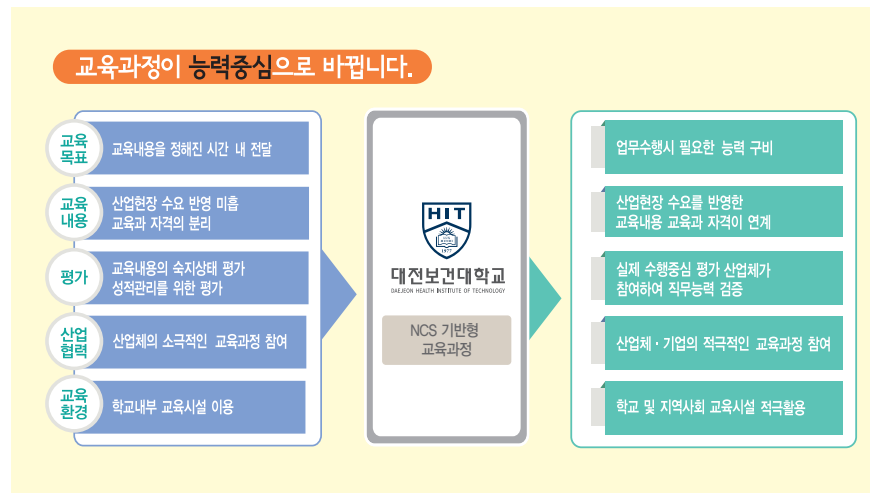 교육과정이 능력중심으로 바뀝니다.
교육
목표
교육내용을 정해진 시간 내 전달
교육
내용
산업현장 수요 반영 미흡
교육과 자격의 분리
평가
교육내용의 숙지상태 평가
성적관리를 위한 평가
산업
협력
산업체의 소극적인 교육과정 참여
교육
환경
학교내부 교육시설 이용
HIT
1977
대전보건대학교
DAEJEON HEALTH INSTITUTE OF TECHNOLOGY
NCS 기반형
교육과정
업무수행시 필요한 능력 구비
산업현장 수요를 반영한
교육내용 교육과 자격이 연계
실제 수행중심 평가 산업체가
참여하여 직무능력 검증
산업체·기업의 적극적인 교육과정 참여
학교 및 지역사회 교육시설 적극활용